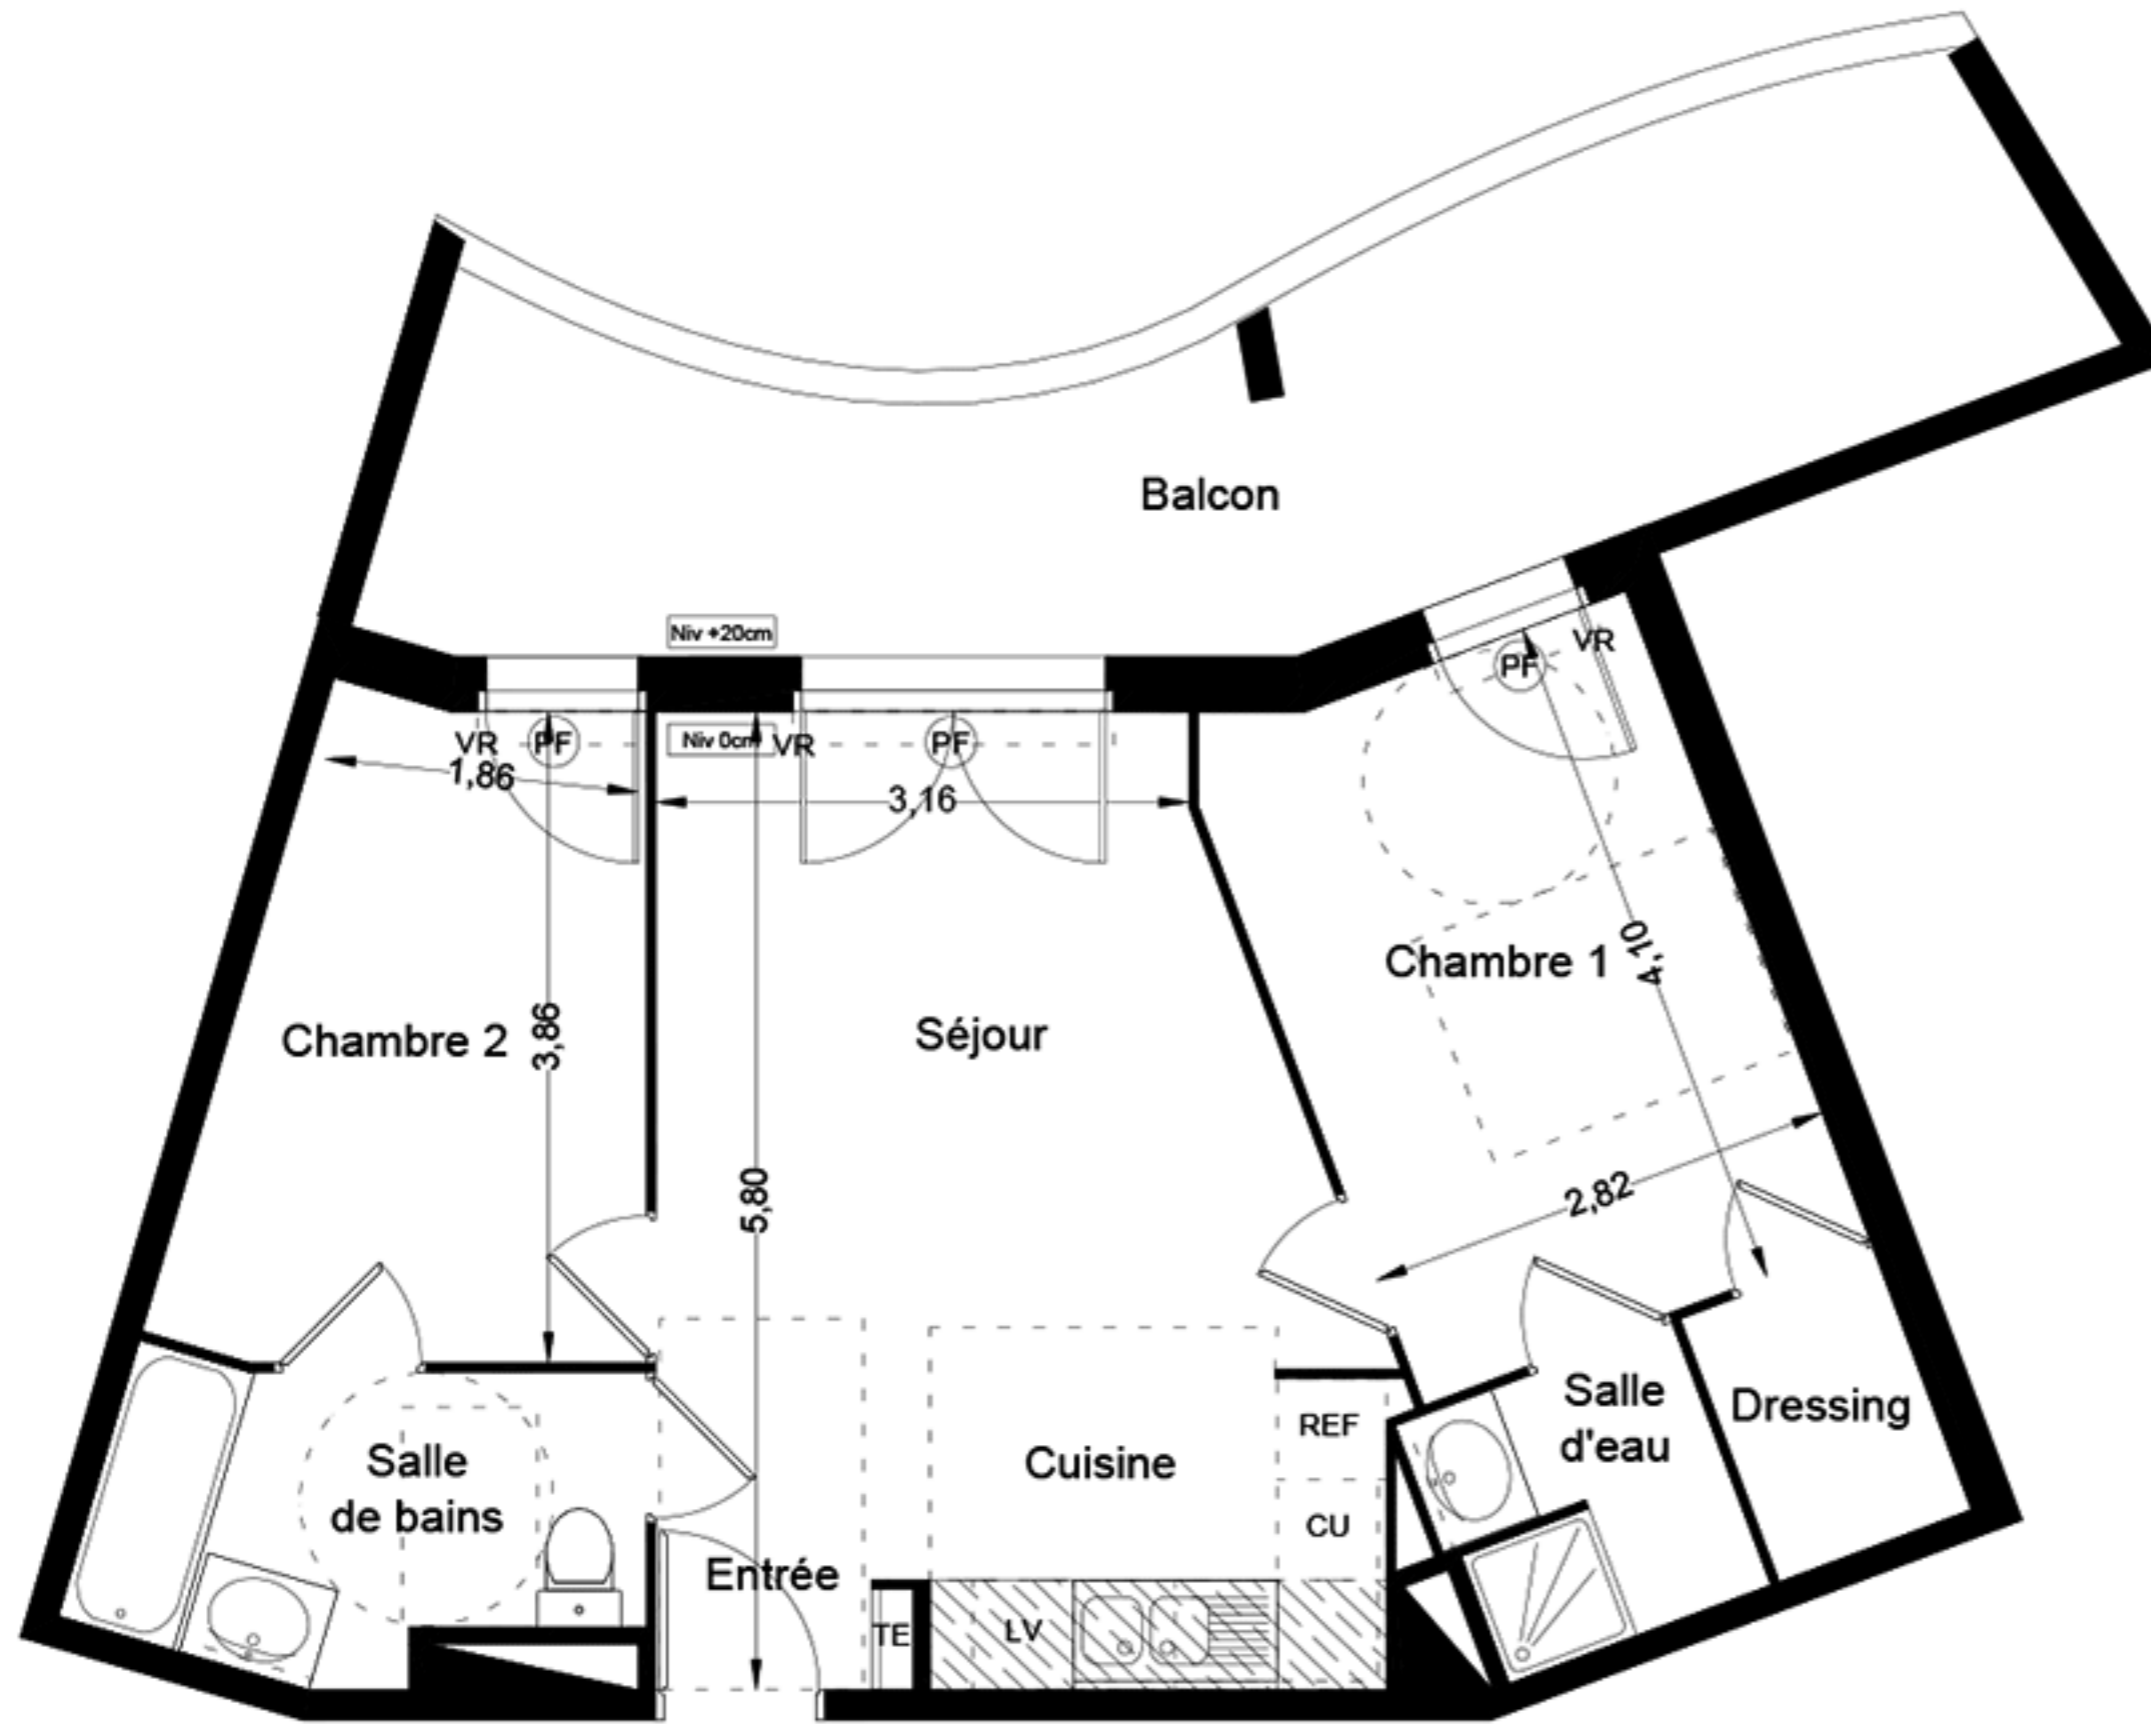 Balcon
Niv +20cm
VR
PF
VR
PF
Niv 0cm
VR
PF
1,86
3,16
4,10
Chambre 1
Chambre 2
3,86
Séjour
5,80
2,82
Salle
d'eau
Dressing
REF
Salle
de bains
Cuisine
CU
Entrée
TE
LV